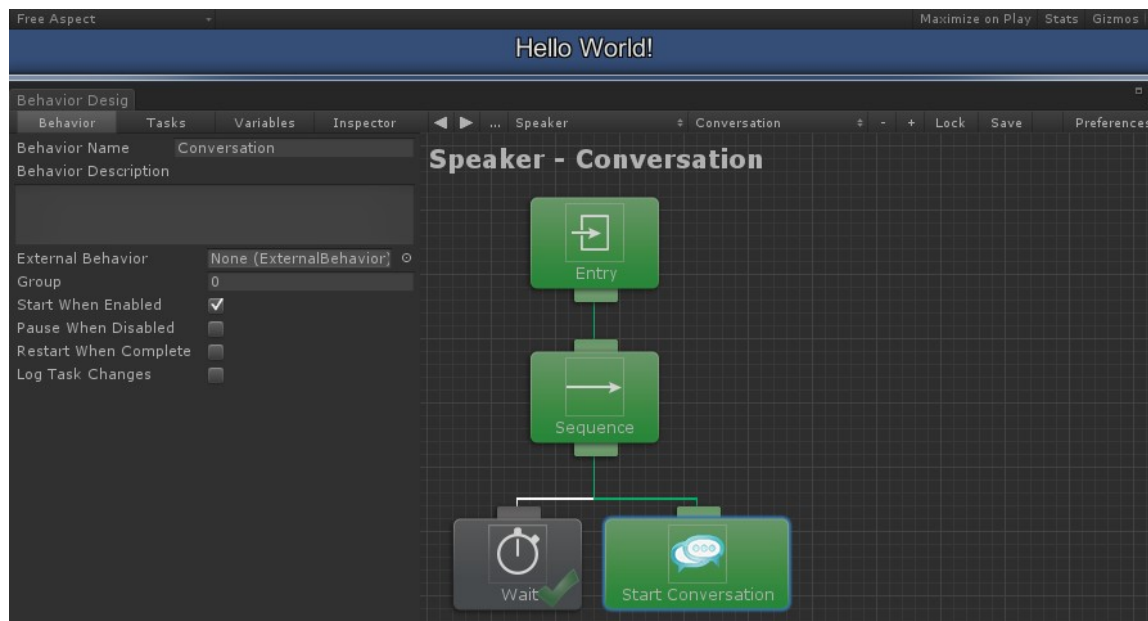 Free Aspect Maximize on Play Stats Gizmos
Hello World!
Behavior Desig
Behavior Tasks Variables Inspector ... Speaker Conversation - + Lock Save Preferences
Behavior Name Conversation
Behavior Description
External Behavior None (ExternalBehavior)
Group 0
Start When Enabled
Pause When Disabled
Restart When Complete
Log Task Changes
Speaker - Conversation
Entry
Sequence
Wait
Start Conversation